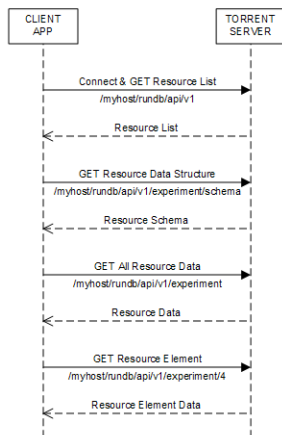 CLIENT
APP
TORRENT
SERVER
Connect & GET Resource List
/myhost/rundb/api/v1
Resource List
GET Resource Data Structure
/myhost/rundb/api/v1/experiment/schema
Resource Schema
GET All Resource Data
/myhost/rundb/api/v1/experiment
Resource Data
GET Resource Element
/myhost/rundb/api/v1/experiment/4
Resource Element Data